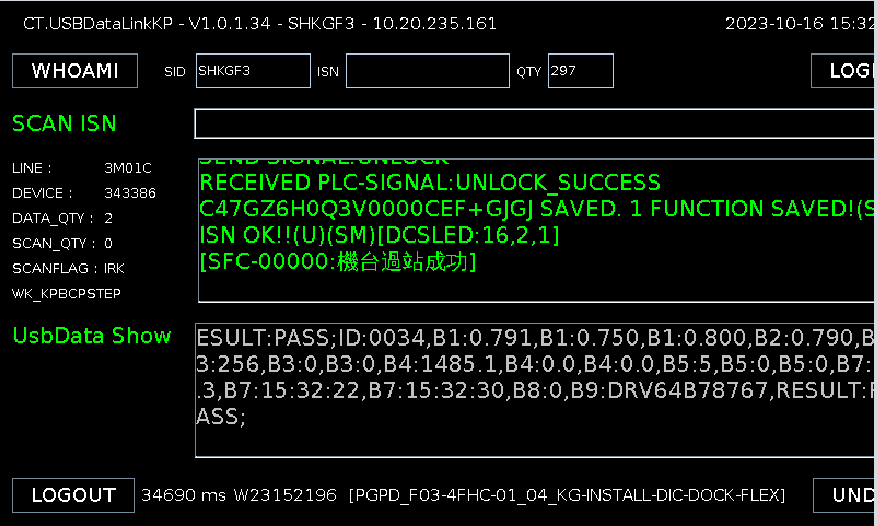 CT.USBDataLinkKP - V1.0.1.34 - SHKGF3 - 10.20.235.161 2023-10-16 15:32
WHOAMI SID SHKGF3 ISN QTY 297 LOG
SCAN ISN
LINE : 3M01C
DEVICE : 343386
DATA_QTY : 2
SCAN_QTY : 0
SCANFLAG : IRK
WK_KPBCPSTEP
SEND SIGNAL:UNLOCK
RECEIVED PLC-SIGNAL:UNLOCK_SUCCESS
C47GZ6H0Q3V0000CEF+GJGJ SAVED. 1 FUNCTION SAVED!(S
ISN OK!!(U)(SM)[DCSLED:16,2,1]
[SFC-00000:機台過站成功]
UsbData Show
ESULT:PASS;ID:0034,B1:0.791,B1:0.750,B1:0.800,B2:0.790,B
3:256,B3:0,B3:0,B4:1485.1,B4:0.0,B4:0.0,B5:5,B5:0,B5:0,B7:
.3,B7:15:32:22,B7:15:32:30,B8:0,B9:DRV64B78767,RESULT:P
ASS;
LOGOUT 34690 ms W23152196 [PGPD_F03-4FHC-01_04_KG-INSTALL-DIC-DOCK-FLEX] UND